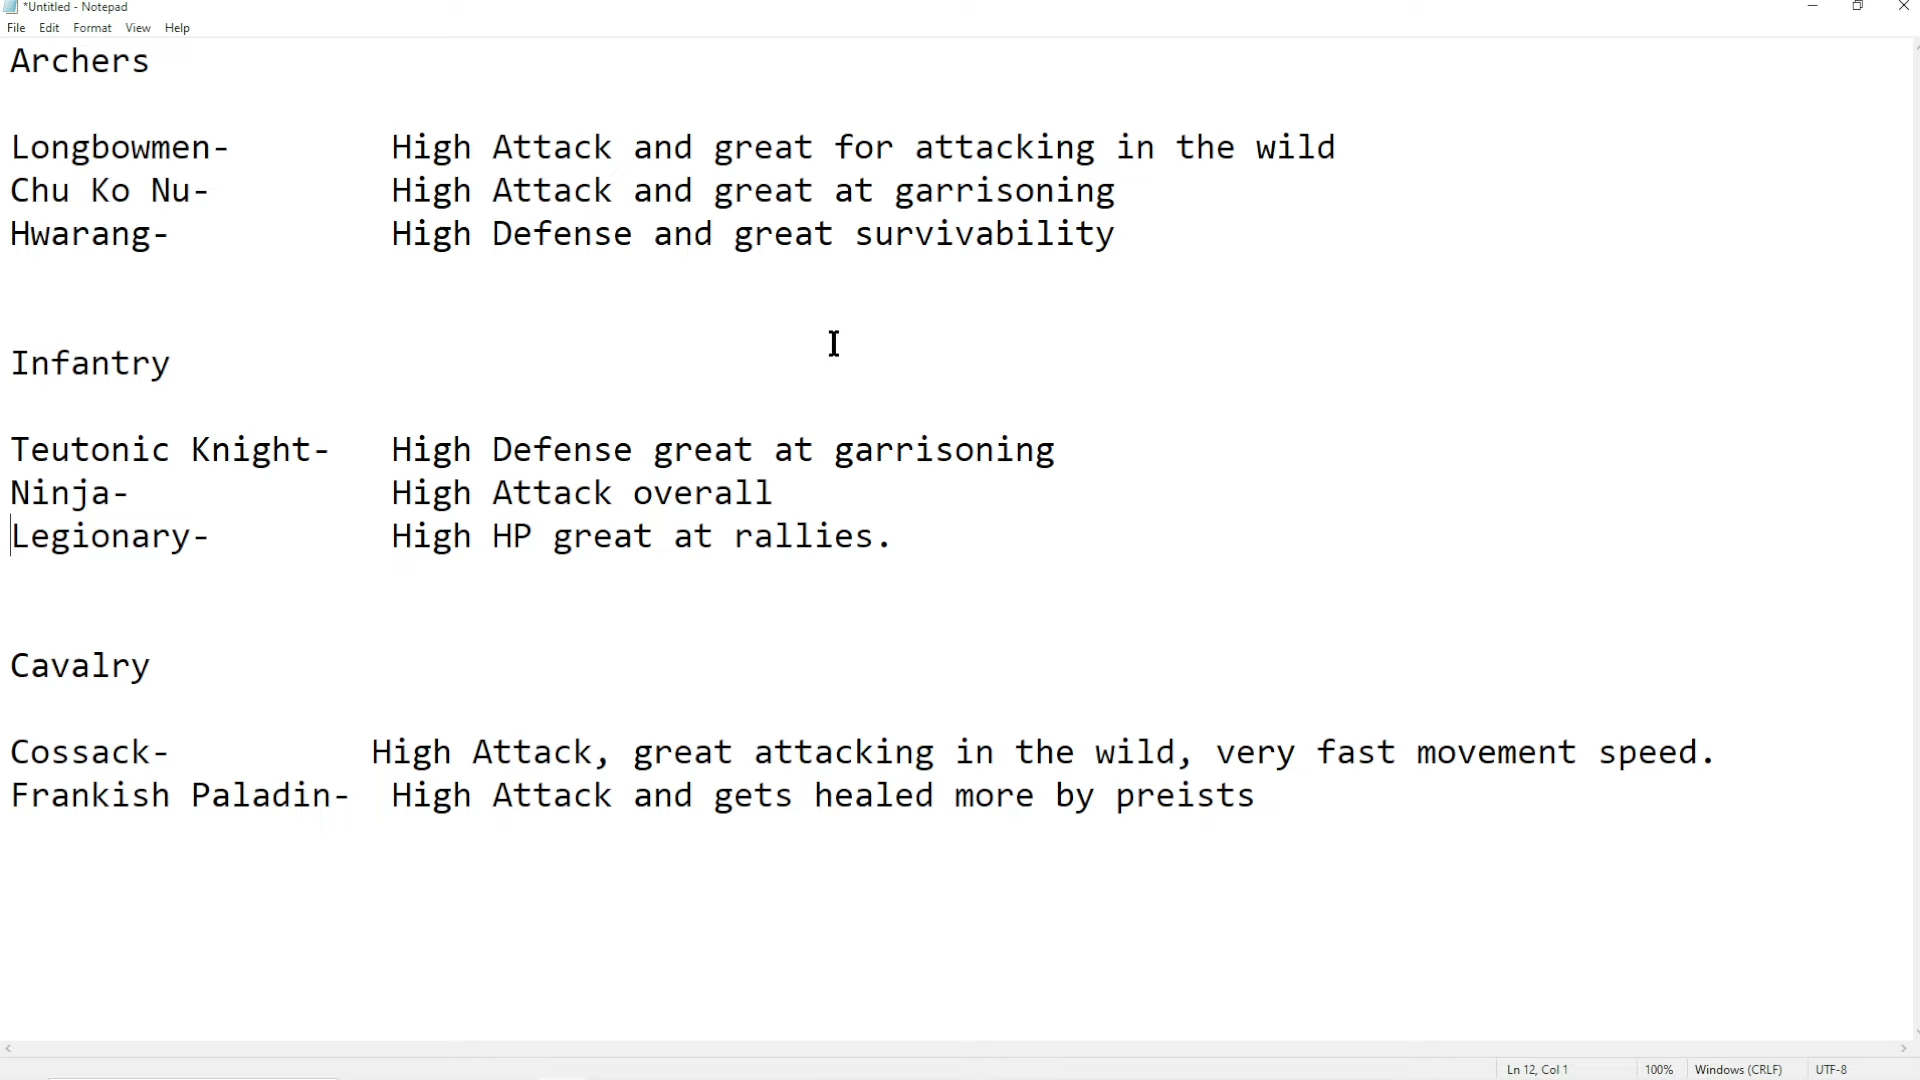 *Untitled - Notepad
File Edit Format View Help
Archers
Longbowmen- High Attack and great for attacking in the wild
Chu Ko Nu- High Attack and great at garrisoning
Hwarang- High Defense and great survivability
Infantry
Teutonic Knight- High Defense great at garrisoning
Ninja- High Attack overall
Legionary- High HP great at rallies.
Cavalry
Cossack- High Attack, great attacking in the wild, very fast movement speed.
Frankish Paladin- High Attack and gets healed more by preists
Ln 12, Col 1 100% Windows (CRLF) UTF-8